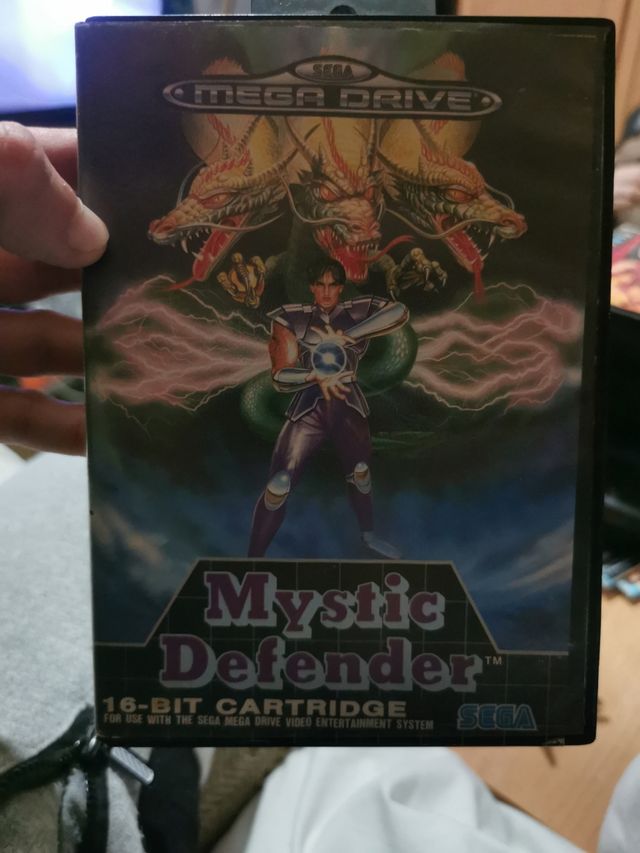 SEGA
MEGA DRIVE
Mystic
Defender™
16-BIT CARTRIDGE
FOR USE WITH THE SEGA MEGA DRIVE VIDEO ENTERTAINMENT SYSTEM
SEGA